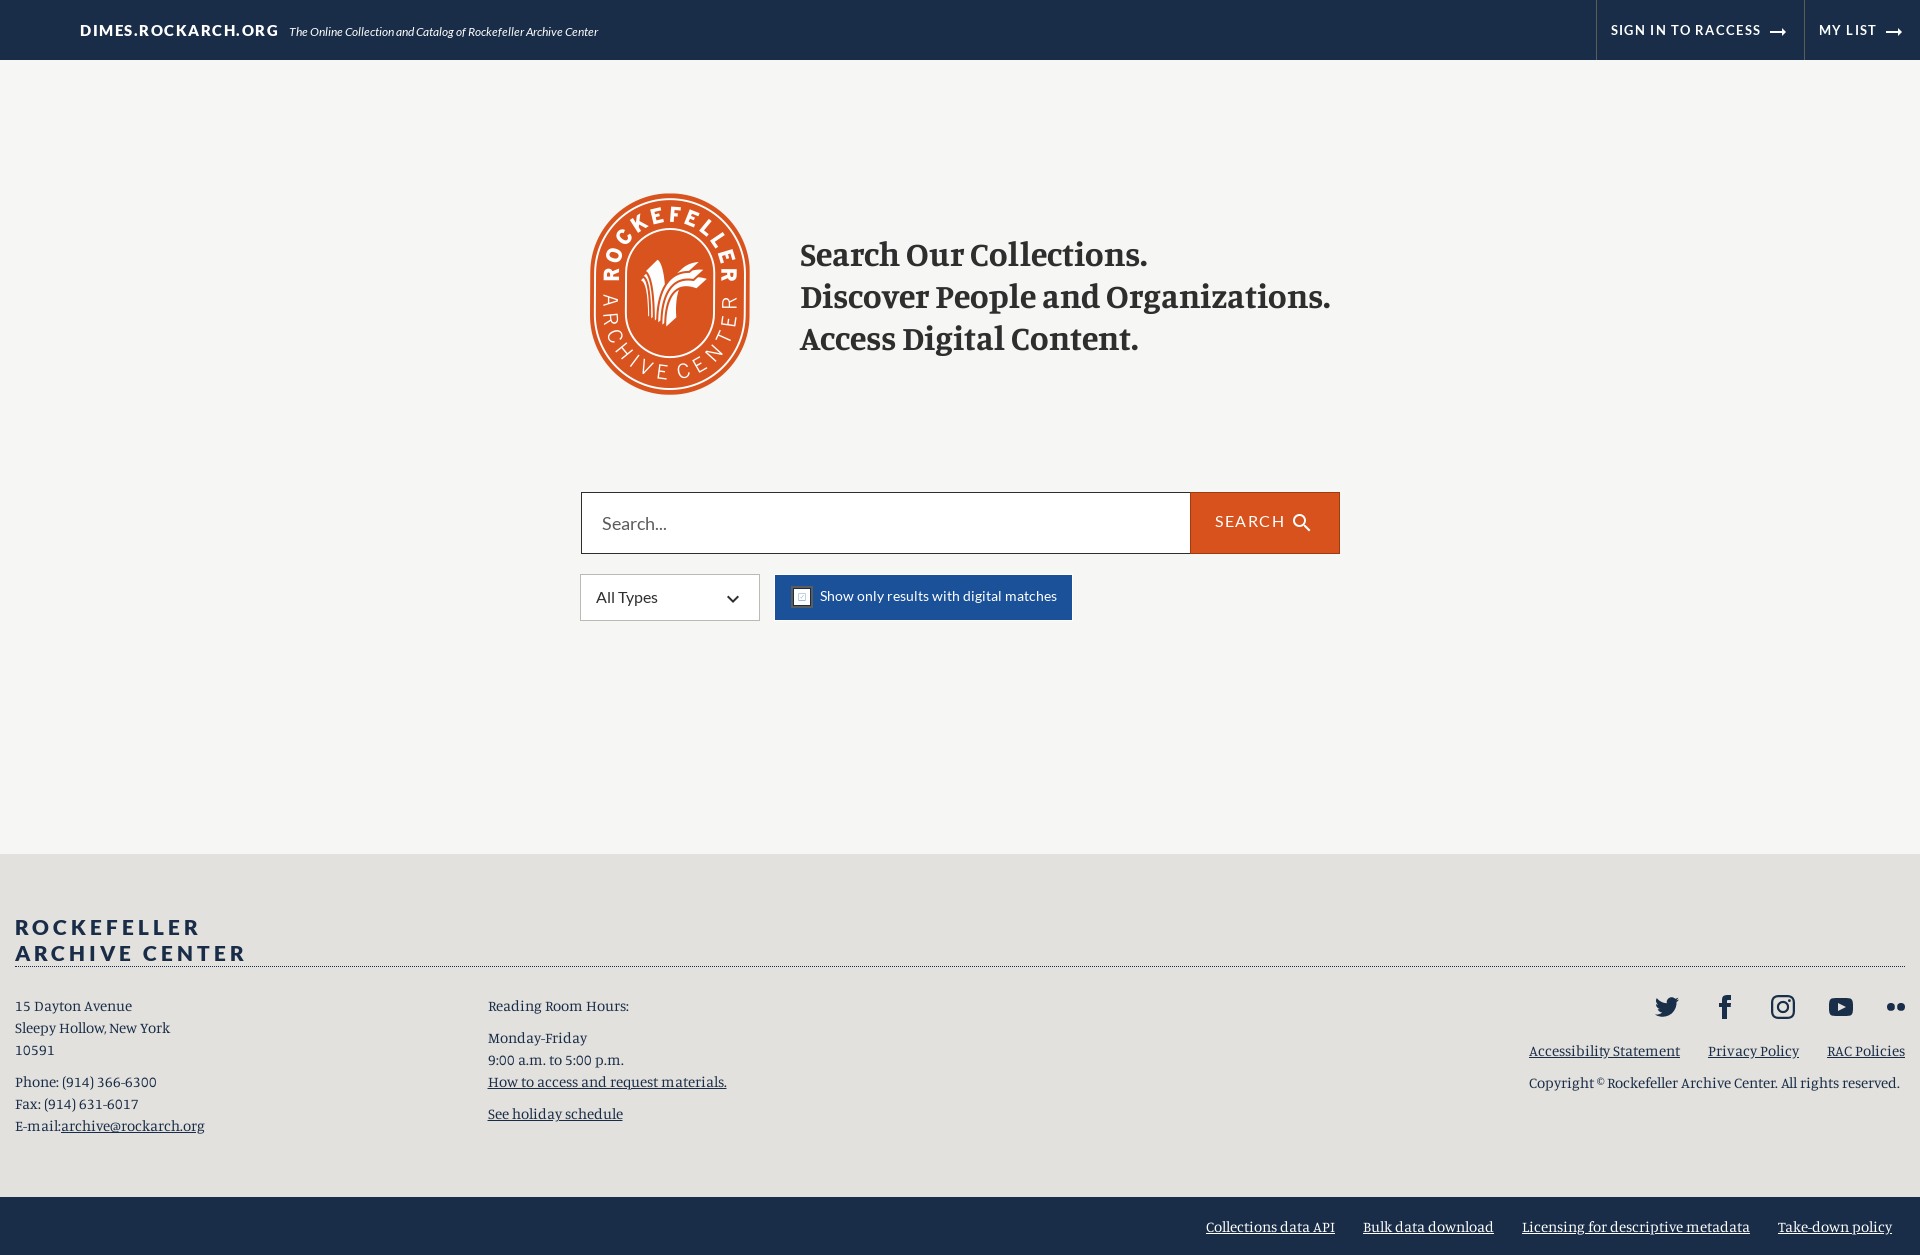 DIMES.ROCKARCH.ORG The Online Collection and Catalog of Rockefeller Archive Center
SIGN IN TO RACCESS
MY LIST
ROCKEFELLER
ARCHIVE CENTER
Search Our Collections.
Discover People and Organizations.
Access Digital Content.
Search...
SEARCH
All Types
Show only results with digital matches
ROCKEFELLER
ARCHIVE CENTER
15 Dayton Avenue
Sleepy Hollow, New York
10591
Phone: (914) 366-6300
Fax: (914) 631-6017
E-mail:archive@rockarch.org
Reading Room Hours:
Monday-Friday
9:00 a.m. to 5:00 p.m.
How to access and request materials.
See holiday schedule
Accessibility Statement Privacy Policy RAC Policies
Copyright © Rockefeller Archive Center. All rights reserved.
Collections data API Bulk data download Licensing for descriptive metadata Take-down policy